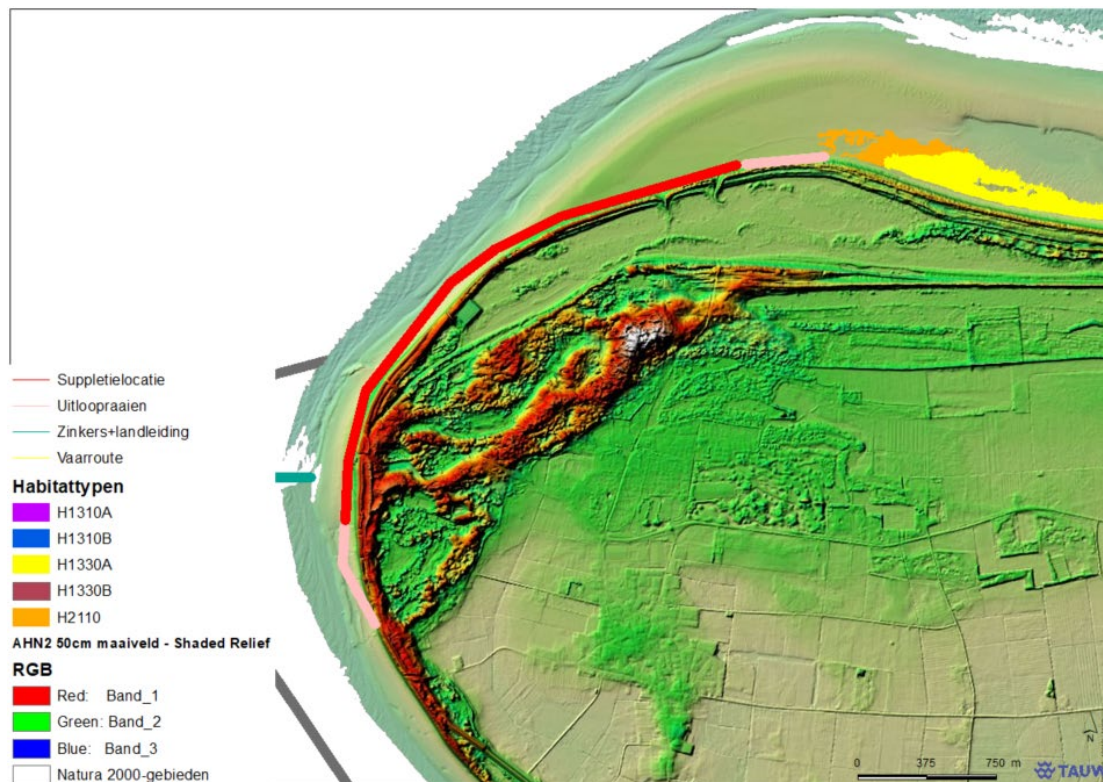 Suppletielocatie
Uitloopraaien
Zinkers+landleiding
Vaarroute
Habitattypen
H1310A
H1310B
H1330A
H1330B
H2110
AHN2 50cm maaiveld - Shaded Relief
RGB
Red: Band_1
Green: Band_2
Blue: Band_3
Natura 2000-gebieden
N
0 375 750 m
TAUW